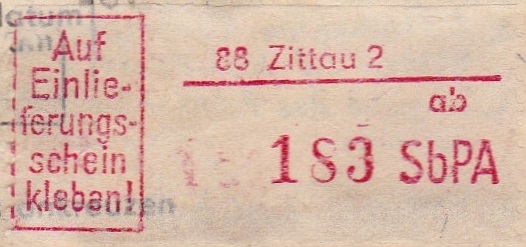 Auf
Einlie-
ferungs-
schein
kleben!
88 Zittau 2
ab
183 SbPA